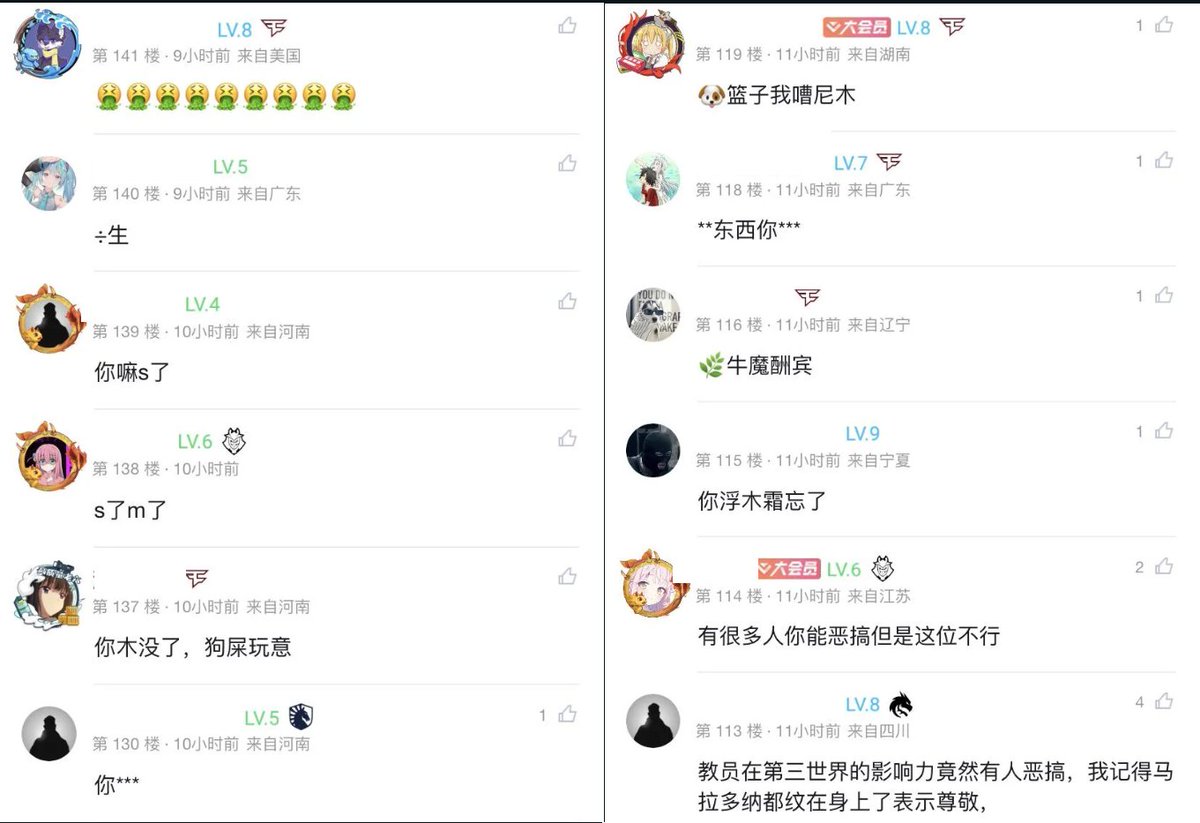 LV.8
第 141 楼 · 9小时前 来自美国
🤮🤮🤮🤮🤮🤮🤮🤮🤮
LV.5
第 140 楼 · 9小时前 来自广东
÷生
LV.4
第 139 楼 · 10小时前 来自河南
你嘛s了
LV.6
第 138 楼 · 10小时前
s了m了
第 137 楼 · 10小时前 来自河南
你木没了，狗屎玩意
LV.5
1
第 130 楼 · 10小时前 来自河南
你***
大会员 LV.8
1
第 119 楼 · 11小时前 来自湖南
🐶篮子我嘈尼木
LV.7
1
第 118 楼 · 11小时前 来自广东
**东西你***
1
第 116 楼 · 11小时前 来自辽宁
🌿牛魔酬宾
LV.9
1
第 115 楼 · 11小时前 来自宁夏
你浮木霜忘了
大会员 LV.6
2
第 114 楼 · 11小时前 来自江苏
有很多人你能恶搞但是这位不行
LV.8
4
第 113 楼 · 11小时前 来自四川
教员在第三世界的影响力竟然有人恶搞，我记得马
拉多纳都纹在身上了表示尊敬，